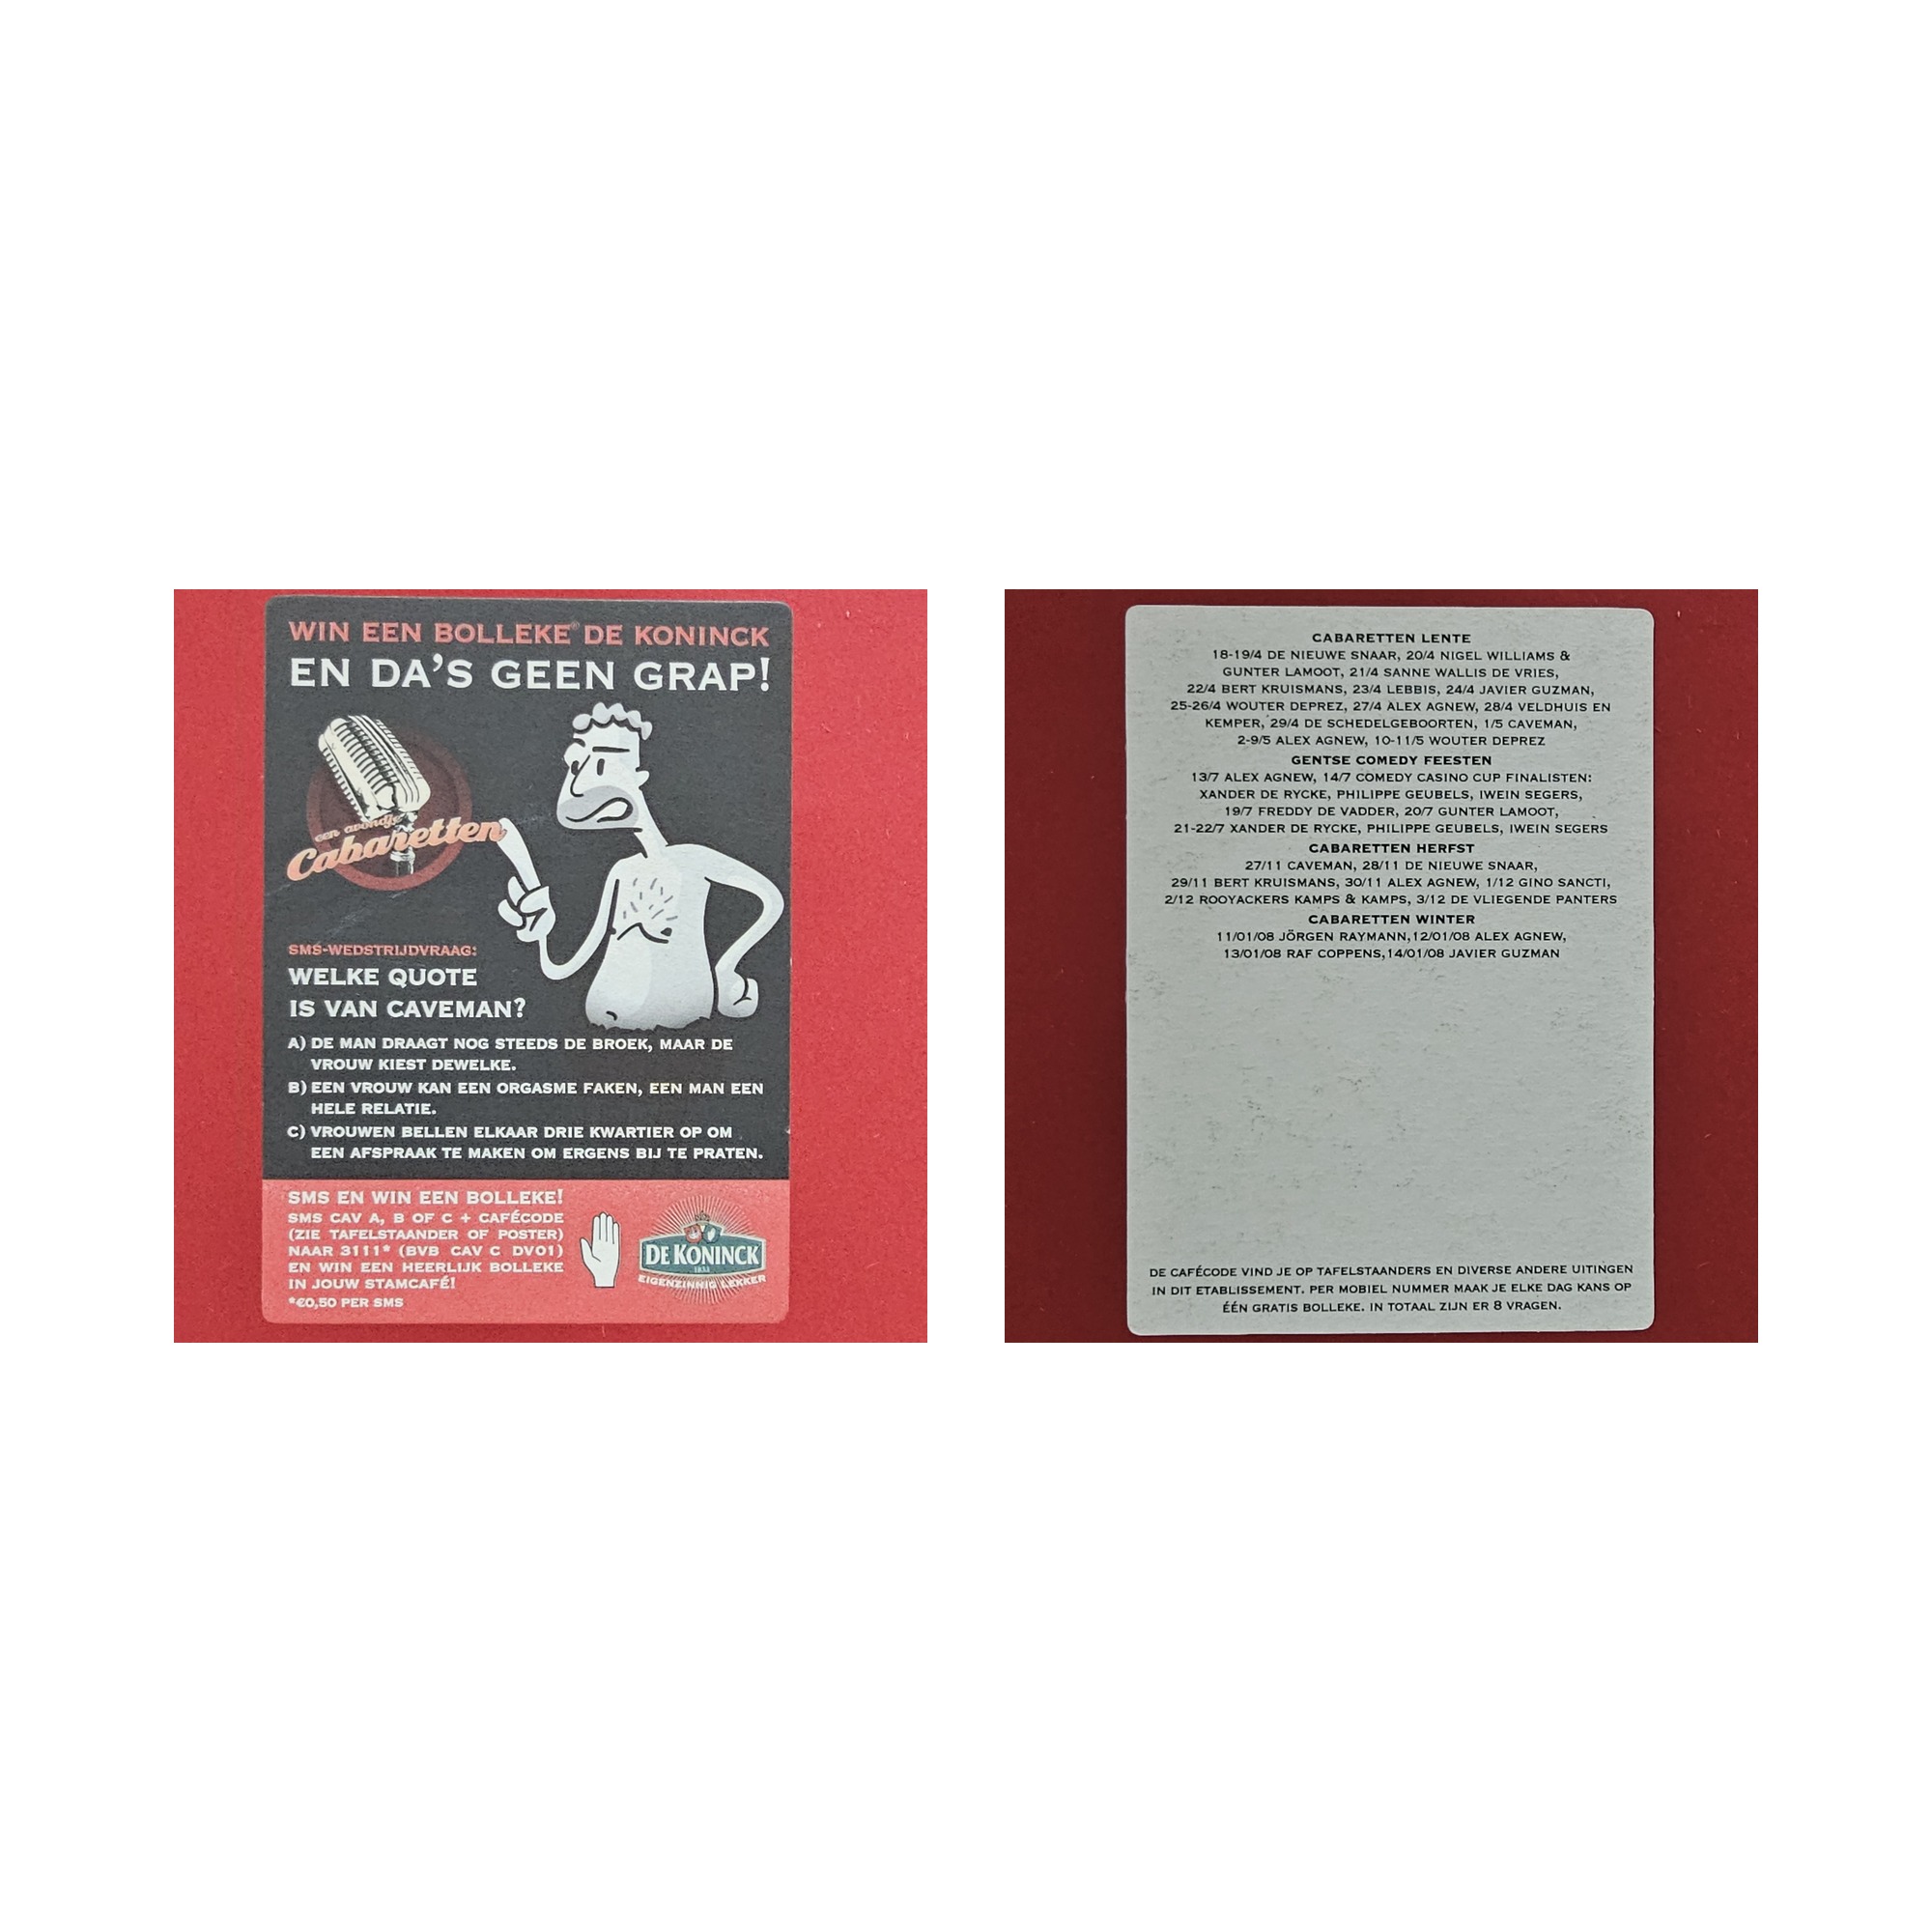 WIN EEN BOLLEKE® DE KONINCK
EN DA'S GEEN GRAP!
een avondje
Cabaretten
SMS-WEDSTRIJDVRAAG:
WELKE QUOTE
IS VAN CAVEMAN?
A) DE MAN DRAAGT NOG STEEDS DE BROEK, MAAR DE
VROUW KIEST DEWELKE.
B) EEN VROUW KAN EEN ORGASME FAKEN, EEN MAN EEN
HELE RELATIE.
C) VROUWEN BELLEN ELKAAR DRIE KWARTIER OP OM
EEN AFSPRAAK TE MAKEN OM ERGENS BIJ TE PRATEN.
SMS EN WIN EEN BOLLEKE!
SMS CAV A, B OF C + CAFÉCODE
(ZIE TAFELSTAANDER OF POSTER)
NAAR 3111* (BVB CAV C DV01)
EN WIN EEN HEERLIJK BOLLEKE
IN JOUW STAMCAFÉ!
*€0,50 PER SMS
DE KONINCK
1833
EIGENZINNIG LEKKER
CABARETTEN LENTE
18-19/4 DE NIEUWE SNAAR, 20/4 NIGEL WILLIAMS &
GUNTER LAMOOT, 21/4 SANNE WALLIS DE VRIES,
22/4 BERT KRUISMANS, 23/4 LEBBIS, 24/4 JAVIER GUZMAN,
25-26/4 WOUTER DEPREZ, 27/4 ALEX AGNEW, 28/4 VELDHUIS EN
KEMPER, 29/4 DE SCHEDELGEBOORTEN, 1/5 CAVEMAN,
2-9/5 ALEX AGNEW, 10-11/5 WOUTER DEPREZ
GENTSE COMEDY FEESTEN
13/7 ALEX AGNEW, 14/7 COMEDY CASINO CUP FINALISTEN:
XANDER DE RYCKE, PHILIPPE GEUBELS, IWEIN SEGERS,
19/7 FREDDY DE VADDER, 20/7 GUNTER LAMOOT,
21-22/7 XANDER DE RYCKE, PHILIPPE GEUBELS, IWEIN SEGERS
CABARETTEN HERFST
27/11 CAVEMAN, 28/11 DE NIEUWE SNAAR,
29/11 BERT KRUISMANS, 30/11 ALEX AGNEW, 1/12 GINO SANCTI,
2/12 ROOYACKERS KAMPS & KAMPS, 3/12 DE VLIEGENDE PANTERS
CABARETTEN WINTER
11/01/08 JÖRGEN RAYMANN,12/01/08 ALEX AGNEW,
13/01/08 RAF COPPENS,14/01/08 JAVIER GUZMAN
DE CAFÉCODE VIND JE OP TAFELSTAANDERS EN DIVERSE ANDERE UITINGEN
IN DIT ETABLISSEMENT. PER MOBIEL NUMMER MAAK JE ELKE DAG KANS OP
ÉÉN GRATIS BOLLEKE. IN TOTAAL ZIJN ER 8 VRAGEN.